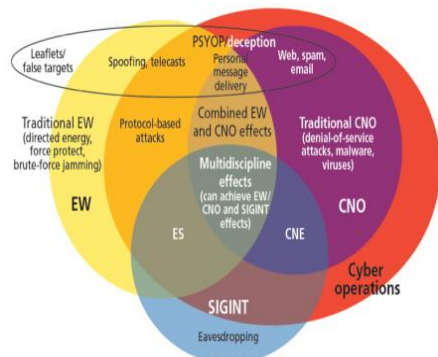 PSYOP/deception
Leaflets/
false targets
Spoofing, telecasts
Personal
message
delivery
Web, spam,
email
Traditional EW
(directed energy,
force protect,
brute-force jamming)
EW
Protocol-based
attacks
Combined EW
and CNO effects
Traditional CNO
(denial-of-service
attacks, malware,
viruses)
CNO
Multidiscipline
effects
(can achieve EW/
CNO and SIGINT
effects)
ES
CNE
Cyber
operations
SIGINT
Eavesdropping